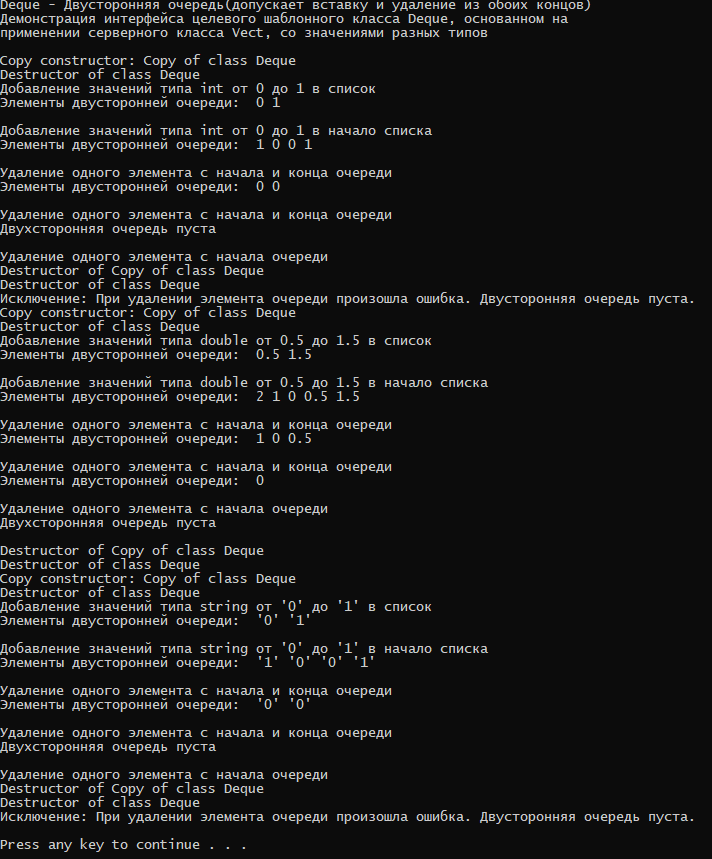 Deque - Двусторонняя очередь(допускает вставку и удаление из обоих концов)
Демонстрация интерфейса целевого шаблонного класса Deque, основанном на
применении серверного класса Vect, со значениями разных типов
Copy constructor: Copy of class Deque
Destructor of class Deque
Добавление значений типа int от 0 до 1 в список
Элементы двусторонней очереди:  0 1
Добавление значений типа int от 0 до 1 в начало списка
Элементы двусторонней очереди:  1 0 0 1
Удаление одного элемента с начала и конца очереди
Элементы двусторонней очереди:  0 0
Удаление одного элемента с начала и конца очереди
Двухсторонняя очередь пуста
Удаление одного элемента с начала очереди
Destructor of Copy of class Deque
Destructor of class Deque
Исключение: При удалении элемента очереди произошла ошибка. Двусторонняя очередь пуста.
Copy constructor: Copy of class Deque
Destructor of class Deque
Добавление значений типа double от 0.5 до 1.5 в список
Элементы двусторонней очереди:  0.5 1.5
Добавление значений типа double от 0.5 до 1.5 в начало списка
Элементы двусторонней очереди:  2 1 0 0.5 1.5
Удаление одного элемента с начала и конца очереди
Элементы двусторонней очереди:  1 0 0.5
Удаление одного элемента с начала и конца очереди
Элементы двусторонней очереди:  0
Удаление одного элемента с начала очереди
Двухсторонняя очередь пуста
Destructor of Copy of class Deque
Destructor of class Deque
Copy constructor: Copy of class Deque
Destructor of class Deque
Добавление значений типа string от '0' до '1' в список
Элементы двусторонней очереди:  '0' '1'
Добавление значений типа string от '0' до '1' в начало списка
Элементы двусторонней очереди:  '1' '0' '0' '1'
Удаление одного элемента с начала и конца очереди
Элементы двусторонней очереди:  '0' '0'
Удаление одного элемента с начала и конца очереди
Двухсторонняя очередь пуста
Удаление одного элемента с начала очереди
Destructor of Copy of class Deque
Destructor of class Deque
Исключение: При удалении элемента очереди произошла ошибка. Двусторонняя очередь пуста.
Press any key to continue . . .